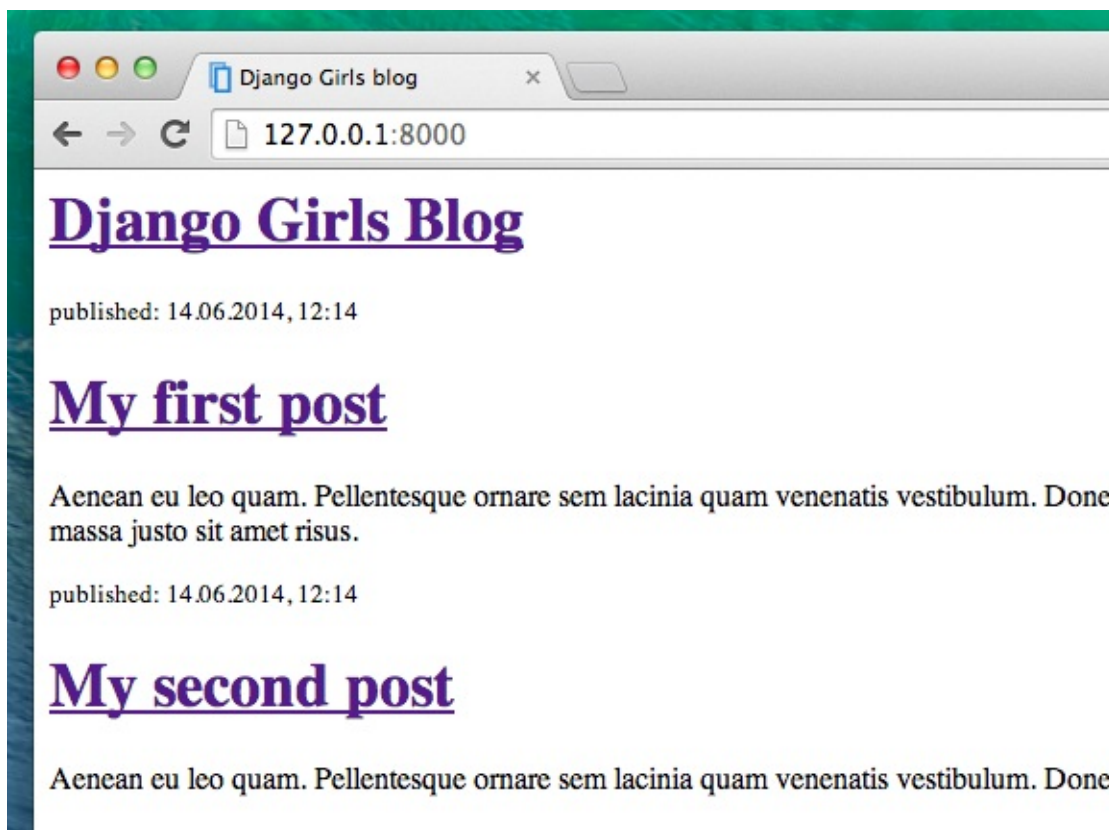 Django Girls blog
127.0.0.1:8000
Django Girls Blog
published: 14.06.2014, 12:14
My first post
Aenean eu leo quam. Pellentesque ornare sem lacinia quam venenatis vestibulum. Done
massa justo sit amet risus.
published: 14.06.2014, 12:14
My second post
Aenean eu leo quam. Pellentesque ornare sem lacinia quam venenatis vestibulum. Done